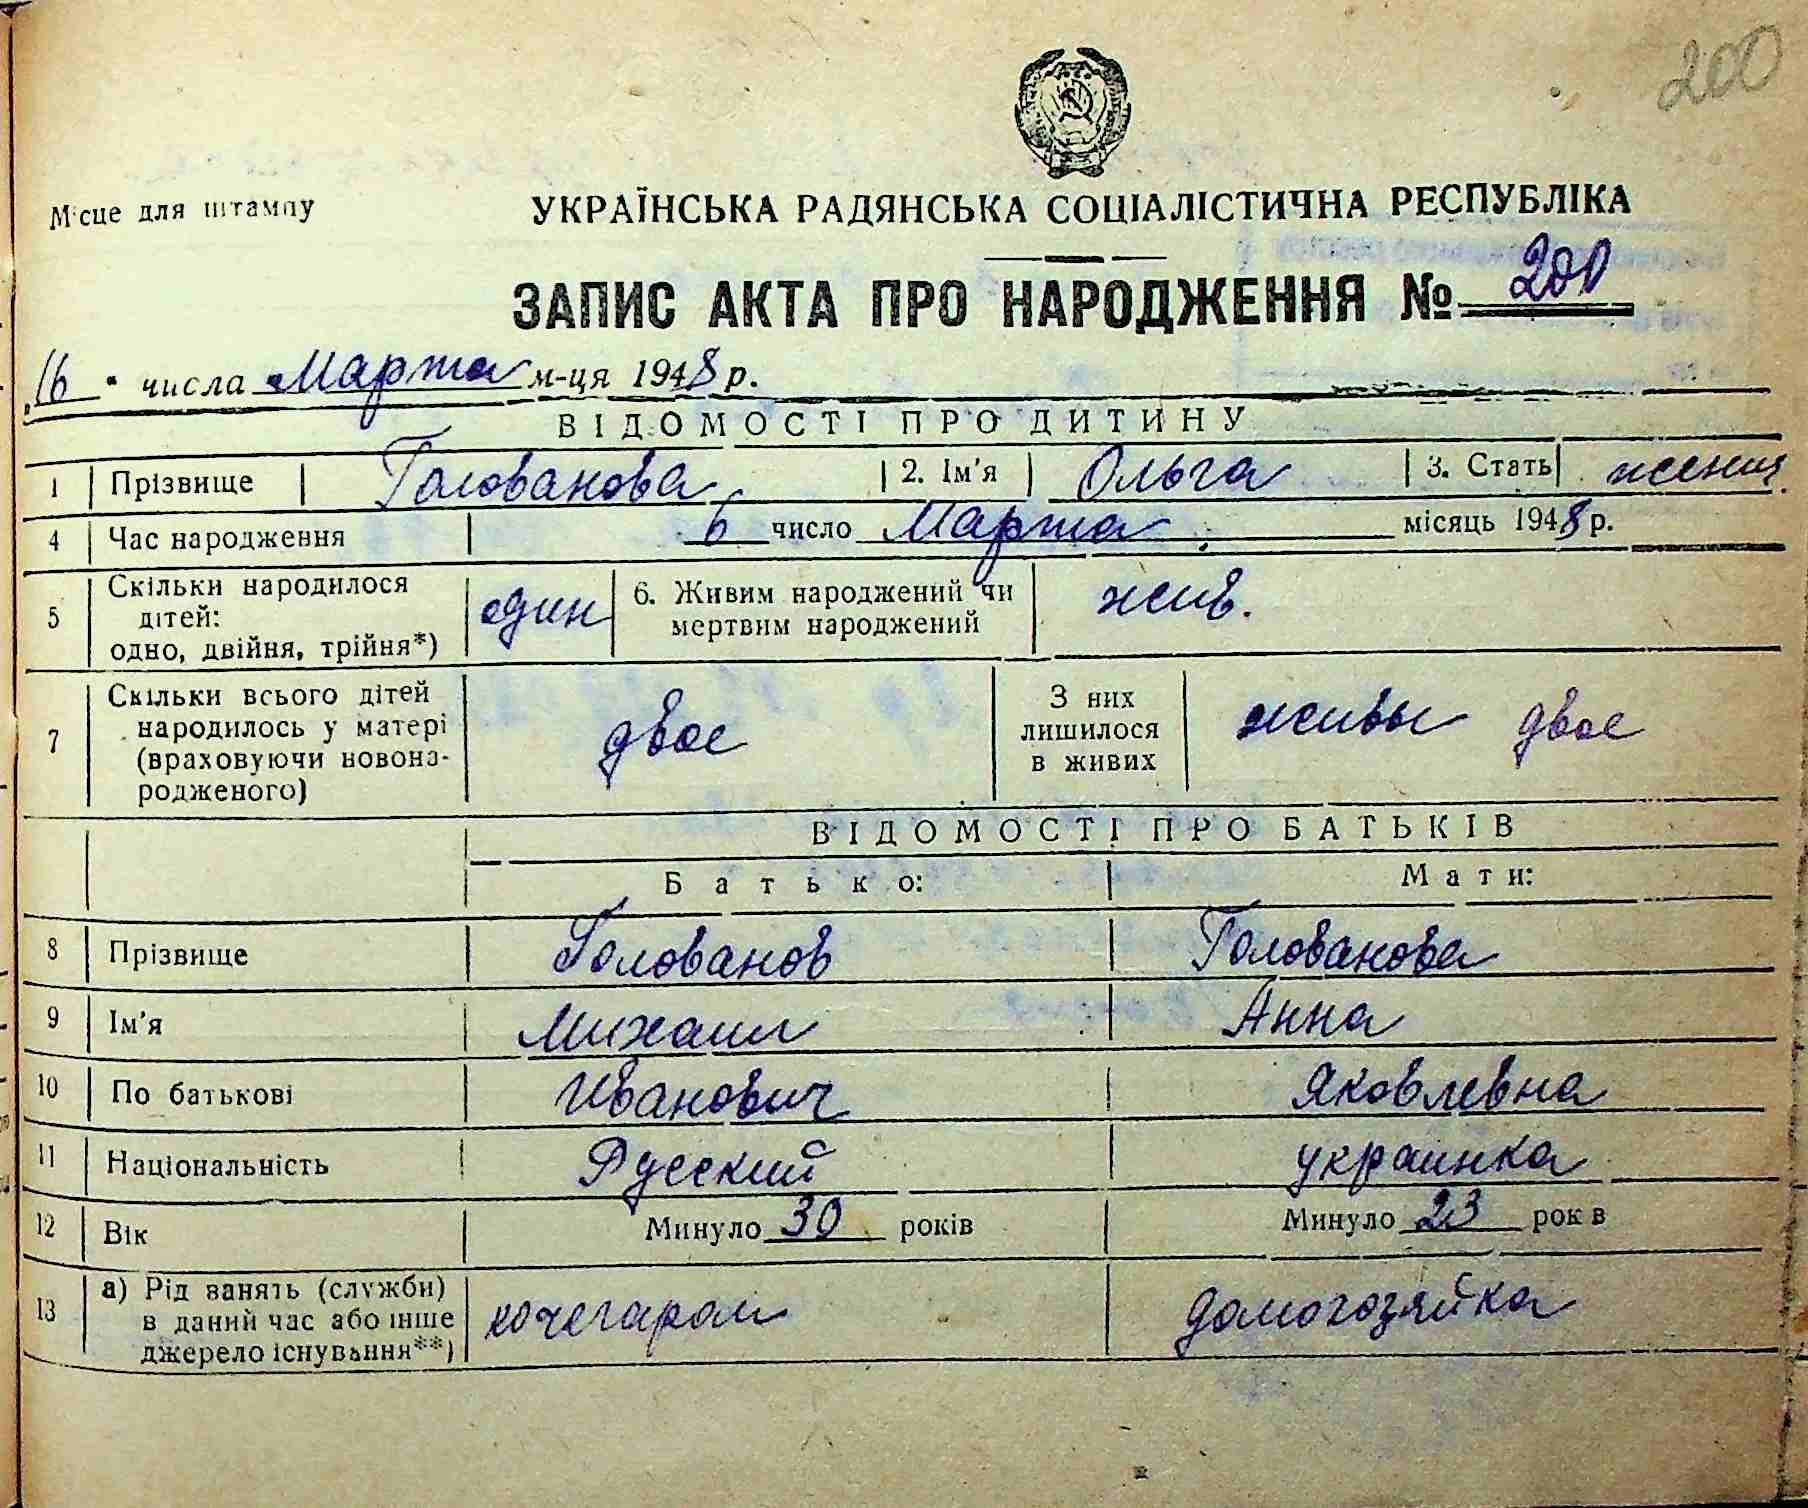 200
Місце для штампу
УКРАЇНСЬКА РАДЯНСЬКА СОЦІАЛІСТИЧНА РЕСПУБЛІКА
ЗАПИС АКТА ПРО НАРОДЖЕННЯ № 200
16 " числа Марта м-ця 1948 р.
ВІДОМОСТІ ПРО ДИТИНУ
1 Прізвище Голованова 2. Ім'я Ольга 3. Стать женщ.
4 Час народження 6 число Марта місяць 1948 р.
5 Скільки народилося дітей: одно, двійня, трійня*) один 6. Живим народжений чи мертвим народжений жив.
7 Скільки всього дітей народилось у матері (враховуючи новонародженого) двое З них лишилося в живих живы двое
ВІДОМОСТІ ПРО БАТЬКІВ
Батько: Мати:
8 Прізвище Голованов Голованова
9 Ім'я Михаил Анна
10 По батькові Иванович Яковлевна
11 Національність Русский украинка
12 Вік Минуло 30 років Минуло 23 рок в
13 а) Рід занять (служби) в даний час або інше джерело існування**) кочегаром домохозяйка